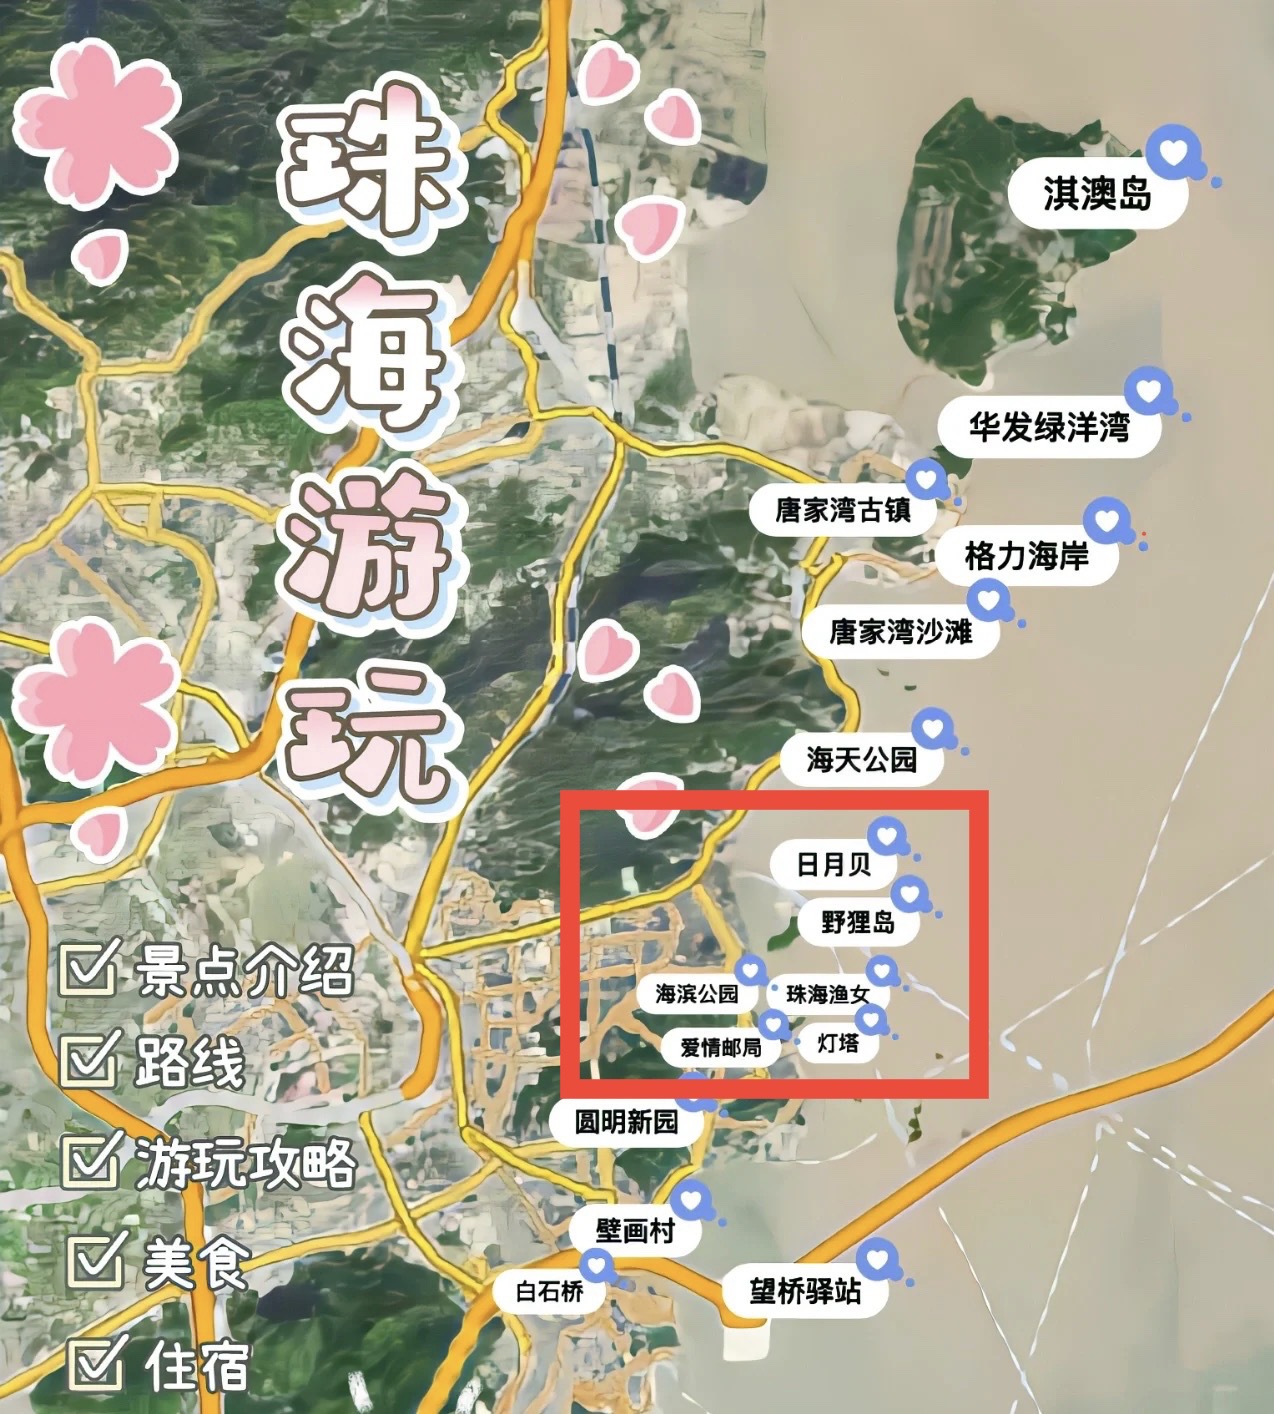 珠海游玩
淇澳岛
华发绿洋湾
唐家湾古镇
格力海岸
唐家湾沙滩
海天公园
日月贝
野狸岛
海滨公园
珠海渔女
爱情邮局
灯塔
圆明新园
壁画村
白石桥
望桥驿站
景点介绍
路线
游玩攻略
美食
住宿